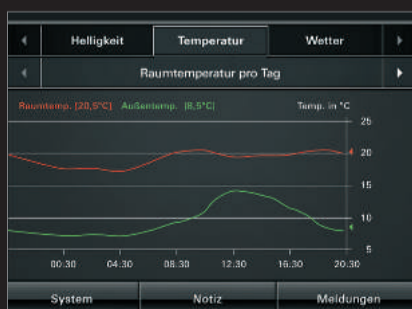 Helligkeit Temperatur Wetter
Raumtemperatur pro Tag
Raumtemp. (20,5°C) Außentemp. (8,5°C) Temp. in °C
25
20
15
10
5
00:30 04:30 08:30 12:30 16:30 20:30
System Notiz Meldungen